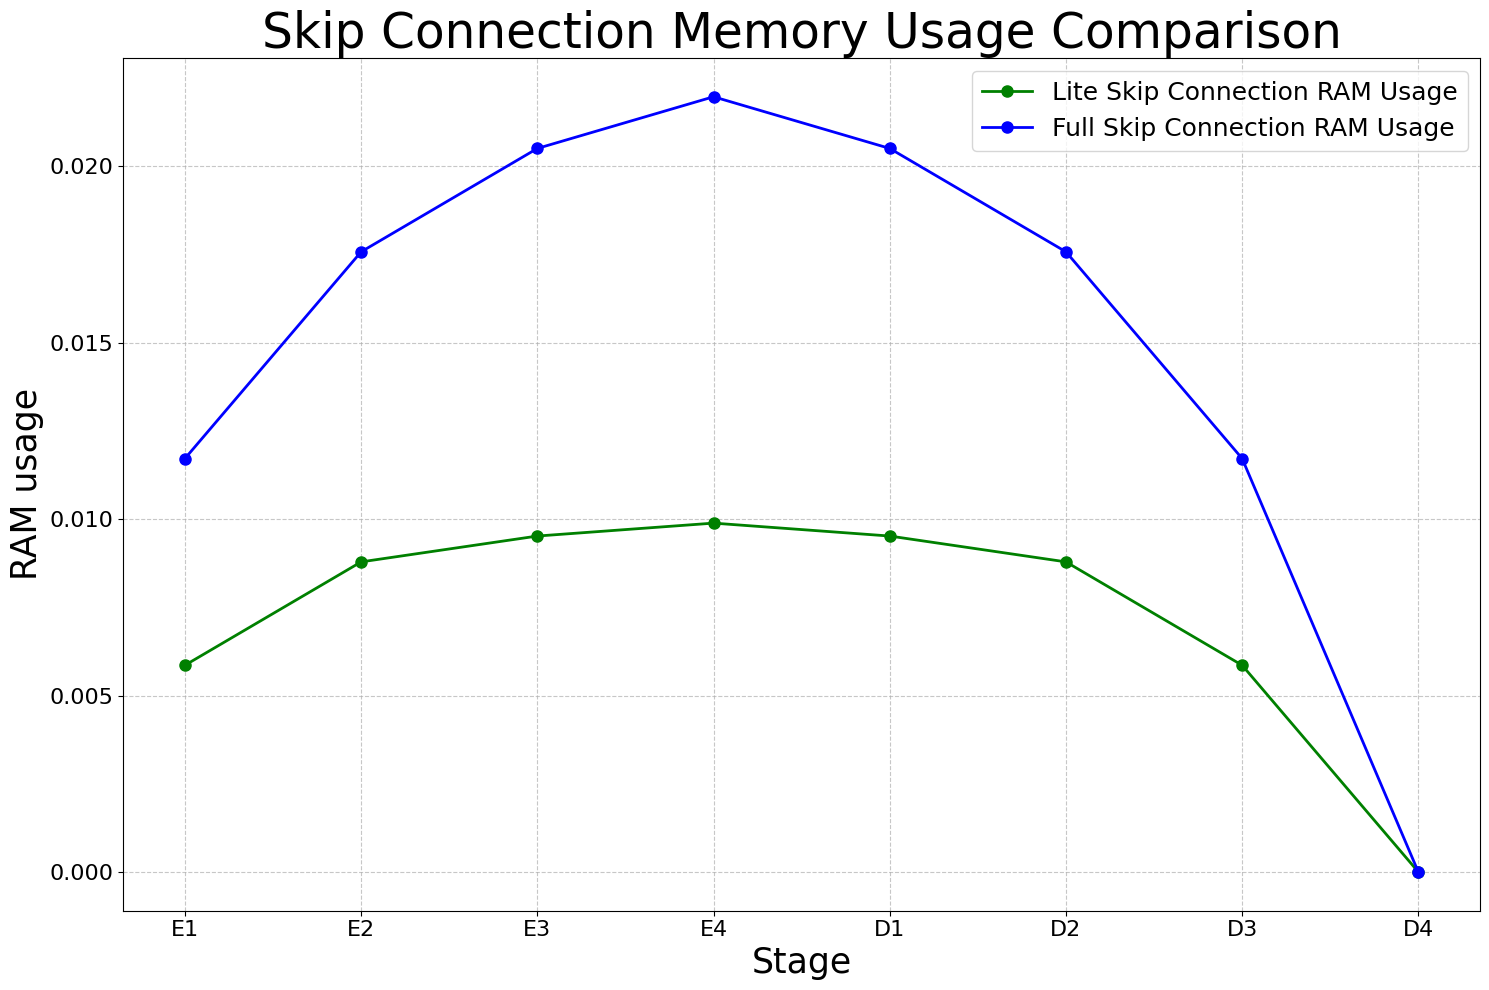 Skip Connection Memory Usage Comparison
Lite Skip Connection RAM Usage
Full Skip Connection RAM Usage
RAM usage
0.020
0.015
0.010
0.005
0.000
E1 E2 E3 E4 D1 D2 D3 D4
Stage